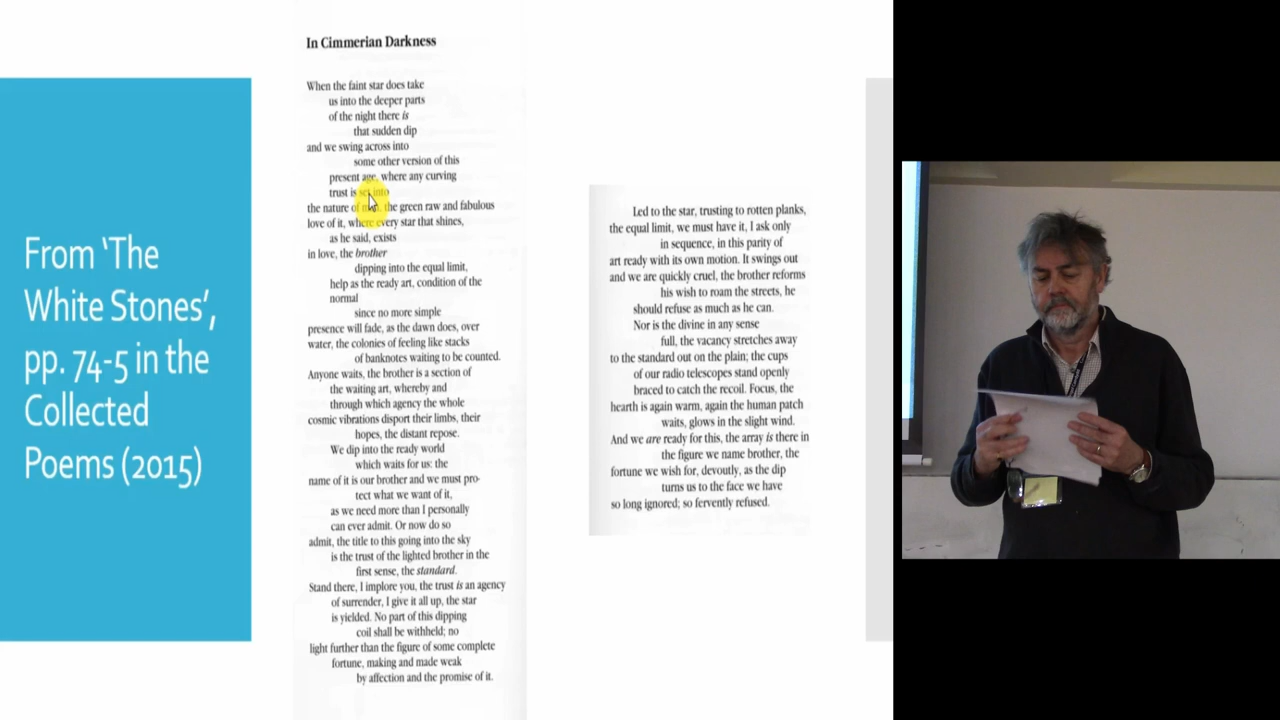 From ‘The
White Stones’,
pp. 74-5 in the
Collected
Poems (2015)
In Cimmerian Darkness
When the faint star does take
us into the deeper parts
of the night there is
that sudden dip
and we swing across into
some other version of this
present age, where any curving
trust is set into
the nature of man, the green raw and fabulous
love of it, where every star that shines,
as he said, exists
in love, the brother
dipping into the equal limit,
help as the ready art, condition of the
normal
since no more simple
presence will fade, as the dawn does, over
water, the colonies of feeling like stacks
of banknotes waiting to be counted.
Anyone waits, the brother is a section of
the waiting art, whereby and
through which agency the whole
cosmic vibrations disport their limbs, their
hopes, the distant repose.
We dip into the ready world
which waits for us: the
name of it is our brother and we must pro-
tect what we want of it,
as we need more than I personally
can ever admit. Or now do so
admit, the title to this going into the sky
is the trust of the lighted brother in the
first sense, the standard.
Stand there, I implore you, the trust is an agency
of surrender, I give it all up, the star
is yielded. No part of this dipping
coil shall be withheld; no
light further than the figure of some complete
fortune, making and made weak
by affection and the promise of it.
Led to the star, trusting to rotten planks,
the equal limit, we must have it, I ask only
in sequence, in this parity of
art ready with its own motion. It swings out
and we are quickly cruel, the brother reforms
his wish to roam the streets, he
should refuse as much as he can.
Nor is the divine in any sense
full, the vacancy stretches away
to the standard out on the plain; the cups
of our radio telescopes stand openly
braced to catch the recoil. Focus, the
hearth is again warm, again the human patch
waits, glows in the slight wind.
And we are ready for this, the array is there in
the figure we name brother, the
fortune we wish for, devoutly, as the dip
turns us to the face we have
so long ignored; so fervently refused.